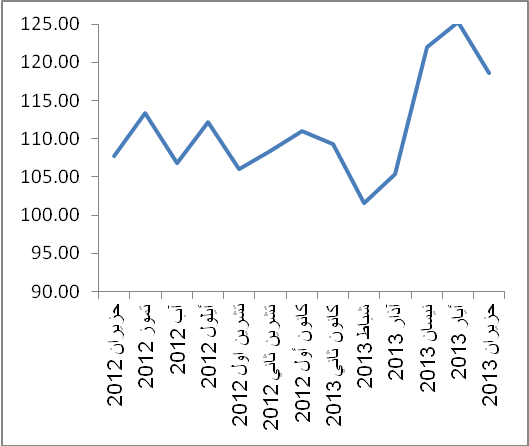 125.00
120.00
115.00
110.00
105.00
100.00
95.00
90.00
حزيران 2012
تموز 2012
آب 2012
أيلول 2012
تشرين اول 2012
تشرين ثاني 2012
كانون أول 2012
كانون ثاني 2013
شباط 2013
آذار 2013
نيسان 2013
أيار 2013
حزيران 2013